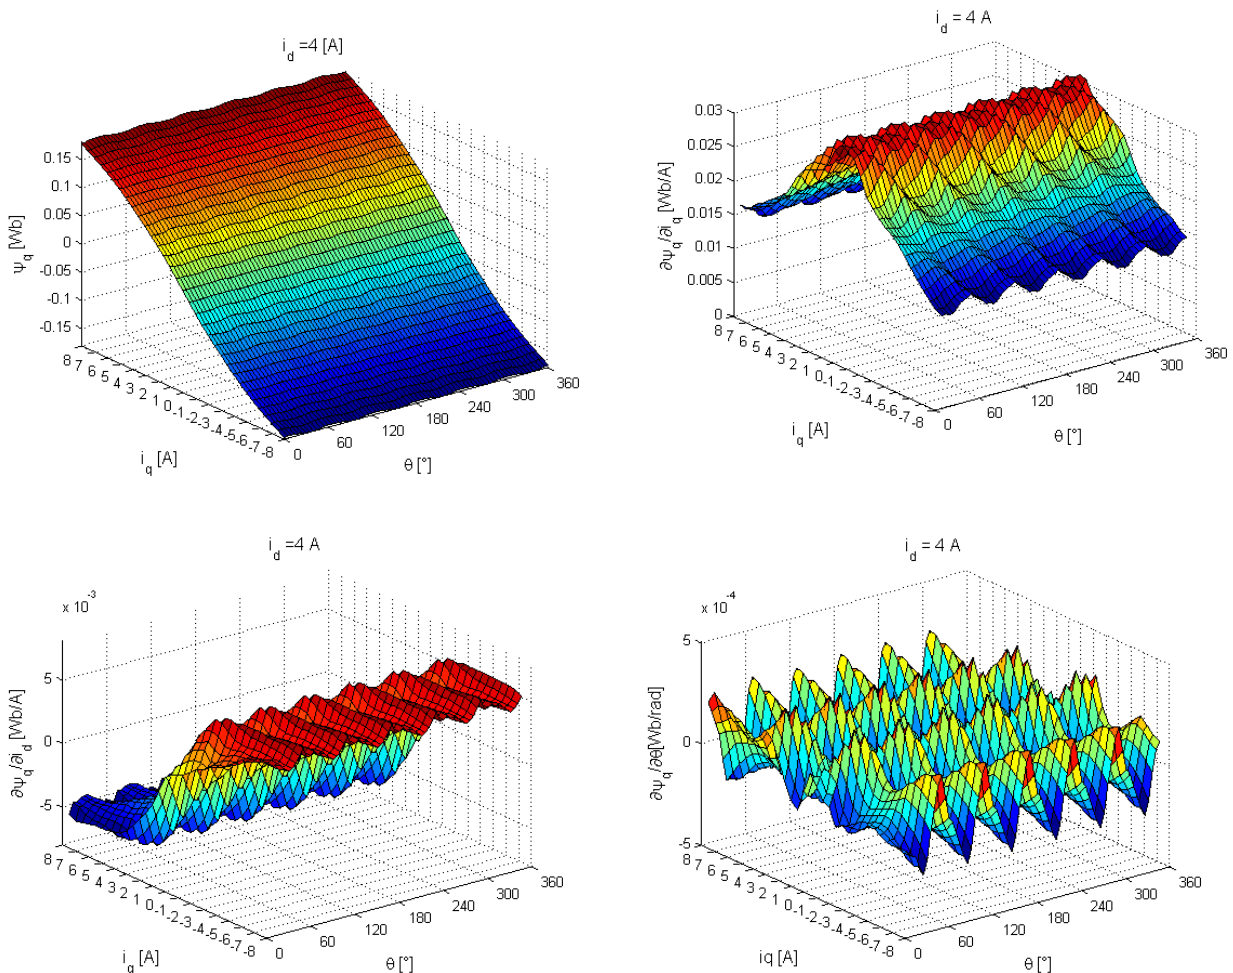 i_d =4 [A]
ψ_q [Wb]
0.15
0.1
0.05
0
-0.05
-0.1
-0.15
8 7 6 5 4 3 2 1 0 -1 -2 -3 -4 -5 -6 -7 -8
i_q [A]
0 60 120 180 240 300 360
θ [°]
i_d = 4 A
∂ψ_q/∂i_q [Wb/A]
0.03
0.025
0.02
0.015
0.01
0.005
0
8 7 6 5 4 3 2 1 0 -1 -2 -3 -4 -5 -6 -7 -8
i_q [A]
0 60 120 180 240 300 360
θ [°]
i_d =4 A
x 10^-3
∂ψ_q/∂i_d [Wb/A]
5
0
-5
8 7 6 5 4 3 2 1 0 -1 -2 -3 -4 -5 -6 -7 -8
i_q [A]
0 60 120 180 240 300 360
θ [°]
i_d = 4 A
x 10^-4
∂ψ_q/∂θ[Wb/rad]
5
0
-5
8 7 6 5 4 3 2 1 0 -1 -2 -3 -4 -5 -6 -7 -8
iq [A]
0 60 120 180 240 300 360
θ [°]